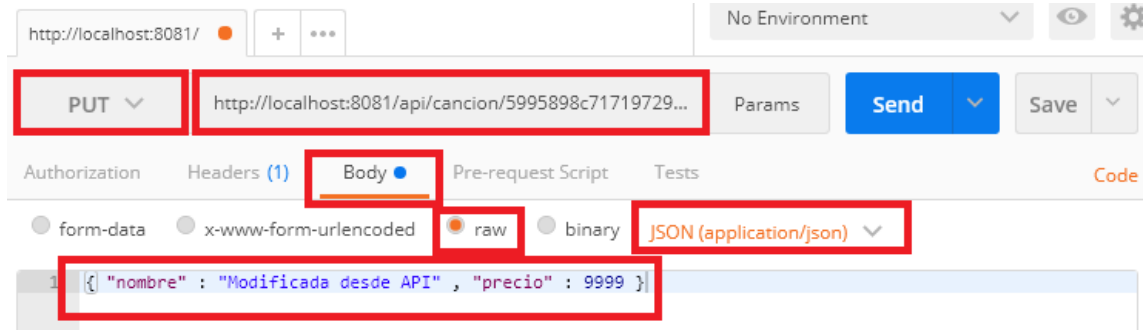 No Environment
http://localhost:8081/
PUT http://localhost:8081/api/cancion/5995898c71719729... Params Send Save
Authorization Headers (1) Body Pre-request Script Tests Code
form-data x-www-form-urlencoded raw binary JSON (application/json)
1 { "nombre" : "Modificada desde API" , "precio" : 9999 }